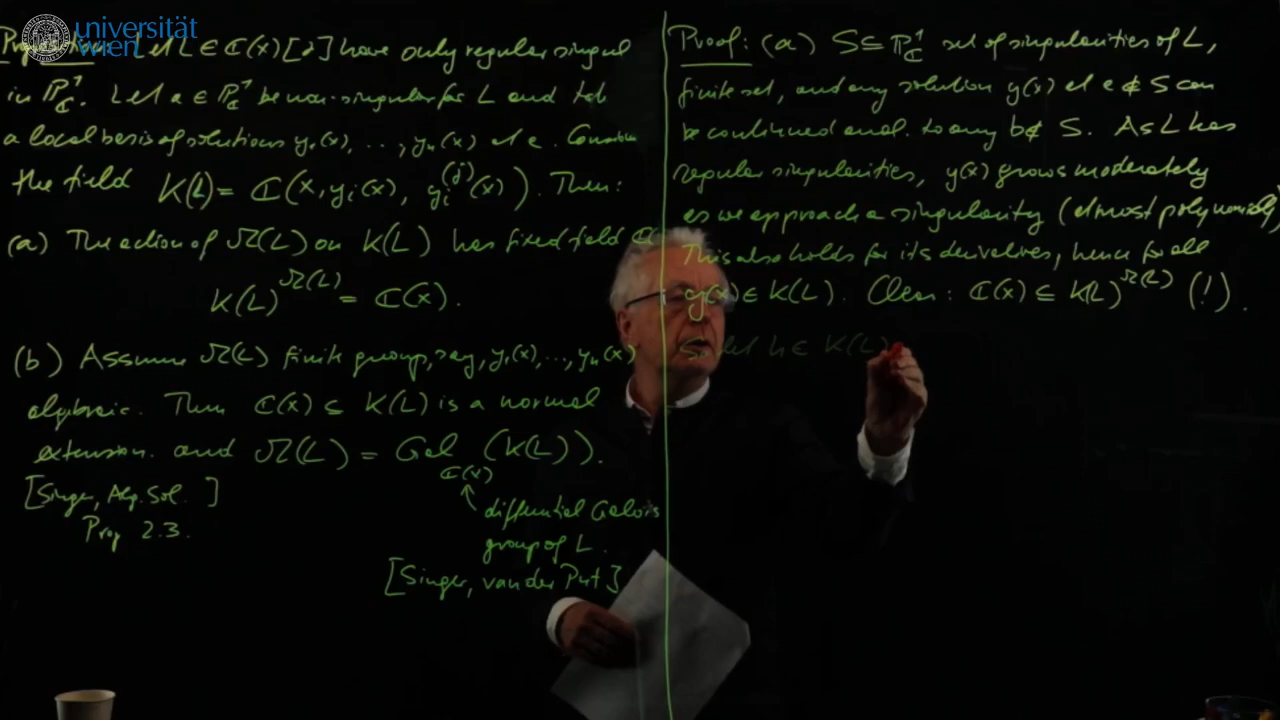 universität
wien
Let L ∈ ℂ(x)[∂] have only regular singul
in ℙ¹_ℂ. Let a ∈ ℙ¹_ℂ be non-singular for L and
a local basis of solutions y₁(x), ..., yₙ(x) at a.
the field K(L) = ℂ(x, yᵢ(x), yᵢ⁽ʲ⁾(x)). Then:
(a) The action of π(L) on K(L) has fixed field ℂ
K(L)^π(L) = ℂ(x).
(b) Assume π(L) finite group, say, y₁(x), ..., yₙ(x)
algebraic. Then ℂ(x) ⊆ K(L) is a normal
extension. and π(L) = Gal_ℂ(x) (K(L)).
[Singer, Alg. Sol. ]
Prop 2.3.
↑ differential Galois
group of L.
[Singer, van der Put]
Proof: (a) S ⊆ ℙ¹_ℂ set of singularities of L,
finite set, and any solution y(x) at a ∉ S can
be continued anal. to any b ∉ S. As L has
regular singularities, y(x) grows moderately
as we approach a singularity (almost polynomially)
This also holds for its derivatives, hence for all
g(x) ∈ K(L). Clear: ℂ(x) ⊆ K(L)^π(L) (!).
So let h ∈ K(L)